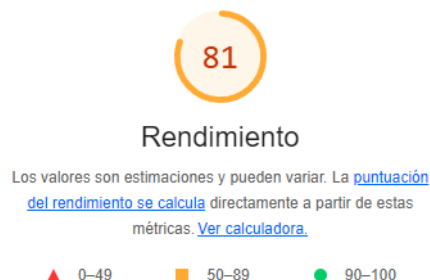 81
Rendimiento
Los valores son estimaciones y pueden variar. La puntuación
del rendimiento se calcula directamente a partir de estas
métricas. Ver calculadora.
0–49 50–89 90–100